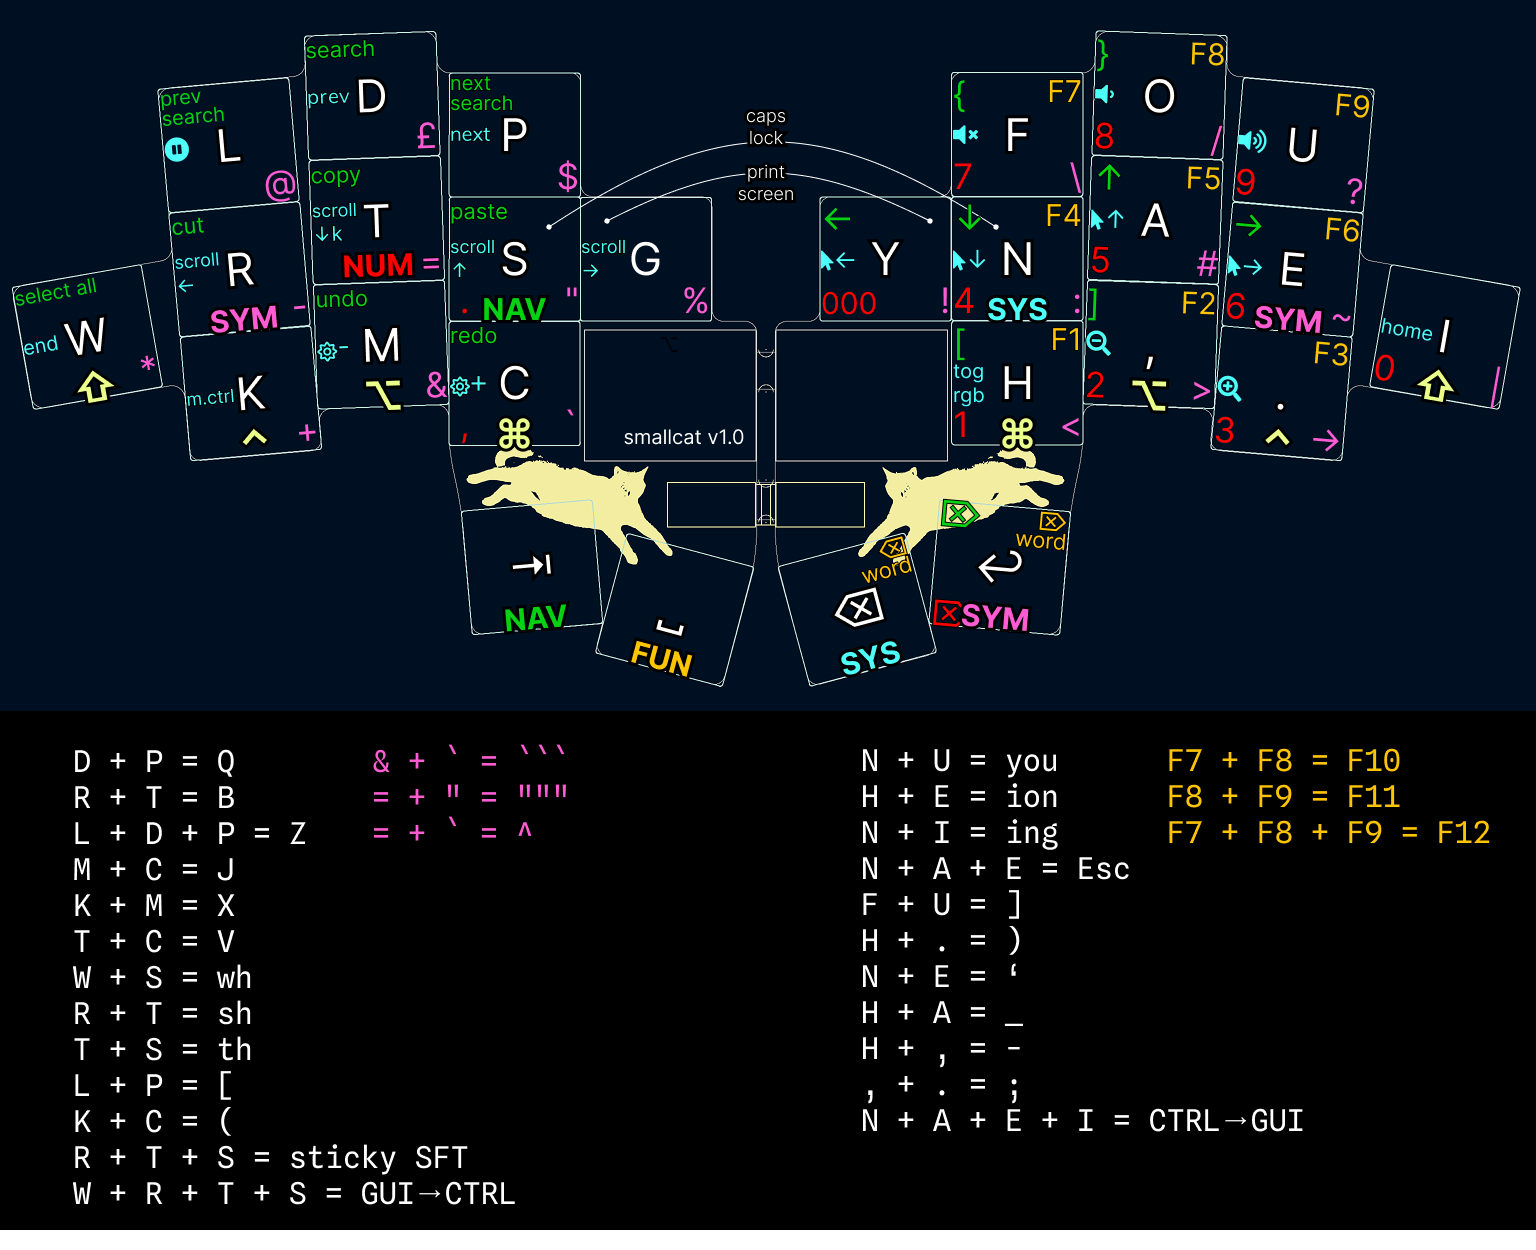 search
prev D
£
prev
search
L
@
next
search
next P
$
caps
lock
print
screen
{ F7
F
7 \
} F8
O
8 /
F9
U
9 ?
copy
scroll
↓k T
NUM =
cut
scroll
← R
SYM -
paste
scroll
↑ S
. NAV "
scroll
→ G
%
←
← Y
000 !
↓ F4
↓ N
4 SYS :
↑ F5
↑ A
5 #
→ F6
→ E
6 SYM ~
select all
end W
*
⇧
undo
- M
⌥ &
m.ctrl K
^ +
redo
+ C
, ⌘ `
⌥
smallcat v1.0
[ F1
tog
rgb H
1 ⌘ <
] F2
,
2 ⌥ >
F3
.
3 ^ →
home I
0 ⇧ |
⇥
NAV
⎵
FUN
word
⌫
SYS
word
↩
SYM
D + P = Q
R + T = B
L + D + P = Z
M + C = J
K + M = X
T + C = V
W + S = wh
R + T = sh
T + S = th
L + P = [
K + C = (
R + T + S = sticky SFT
W + R + T + S = GUI→CTRL
& + ` = ```
= + " = """
= + ` = ^
N + U = you
H + E = ion
N + I = ing
N + A + E = Esc
F + U = ]
H + . = )
N + E = ‘
H + A = _
H + , = -
, + . = ;
N + A + E + I = CTRL→GUI
F7 + F8 = F10
F8 + F9 = F11
F7 + F8 + F9 = F12